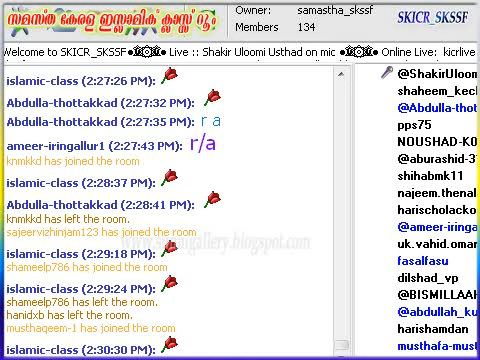 സമസ്ത കേരള ഇസ്ലാമിക് ക്ലാസ്സ് റൂം
Owner: samastha_skssf
Members 134
SKICR_SKSSF
Welcome to SKICR_SKSSF
Live :: Shakir Uloomi Usthad on mic
Online Live: kicrlive
islamic-class (2:27:26 PM):
Abdulla-thottakkad (2:27:32 PM):
Abdulla-thottakkad (2:27:35 PM): r a
ameer-iringallur1 (2:27:43 PM): r/a
knmkkd has joined the room
islamic-class (2:28:37 PM):
Abdulla-thottakkad (2:28:41 PM):
knmkkd has left the room.
sajeervizhinjam123 has joined the room
islamic-class (2:29:18 PM):
shameelp786 has joined the room
islamic-class (2:29:24 PM):
shameelp786 has left the room.
hanidxb has left the room.
musthaqeem-1 has joined the room
islamic-class (2:30:30 PM):
@ShakirUloom
shaheem_kecl
@Abdulla-thot
pps75
NOUSHAD-KO
@aburashid-3
shihabmk11
najeem.thenal
harischolacko
@ameer-iringa
uk.vahid.omar
fasalfasu
dilshad_vp
@BISMILLAAH
@abdullah_ku
harishamdan
musthafa-must